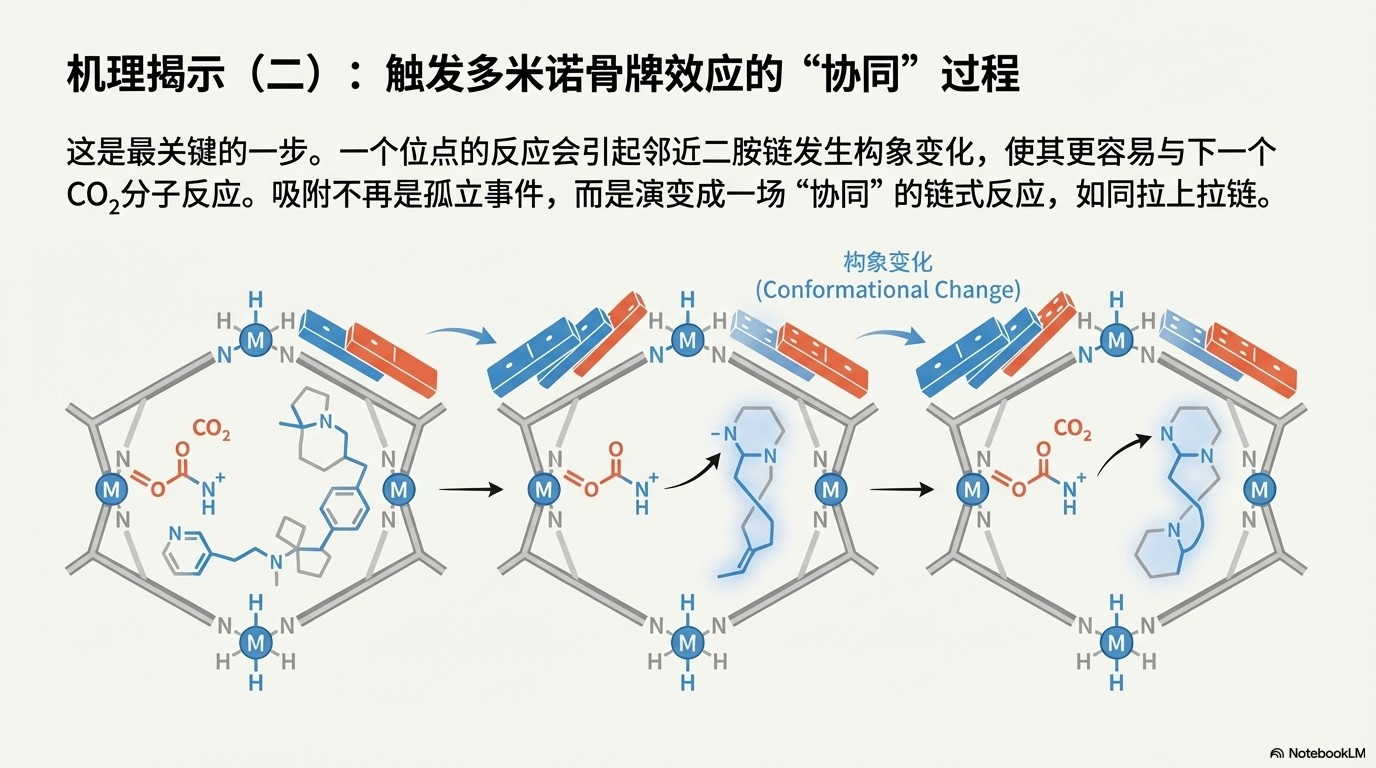 机理揭示（二）：触发多米诺骨牌效应的“协同”过程
这是最关键的一步。一个位点的反应会引起邻近二胺链发生构象变化，使其更容易与下一个
CO₂分子反应。吸附不再是孤立事件，而是演变成一场“协同”的链式反应，如同拉上拉链。
构象变化
(Conformational Change)
H
H M H
N N
CO₂
O
N
M O N+
H
N
N
N
N
N
M
N
H
N M N
H H
H
H
H M H
N N
O
N
M O N+
H
N
-N
N
N
M
N
H
N M N
H H
H
H
H M H
N N
CO₂
O
N
M O N+
H
N
N
N
N
N
M
N
H
N M N
H H
H
NotebookLM